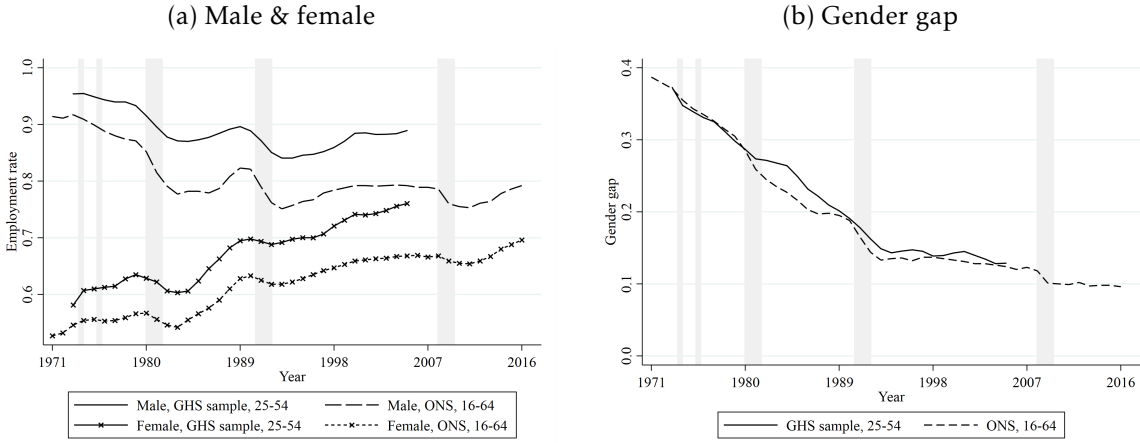 (a) Male & female
Employment rate
1.0
0.9
0.8
0.7
0.6
1971 1980 1989 1998 2007 2016
Year
Male, GHS sample, 25-54 Male, ONS, 16-64
Female, GHS sample, 25-54 Female, ONS, 16-64
(b) Gender gap
Gender gap
0.4
0.3
0.2
0.1
0.0
1971 1980 1989 1998 2007 2016
Year
GHS sample, 25-54 ONS, 16-64